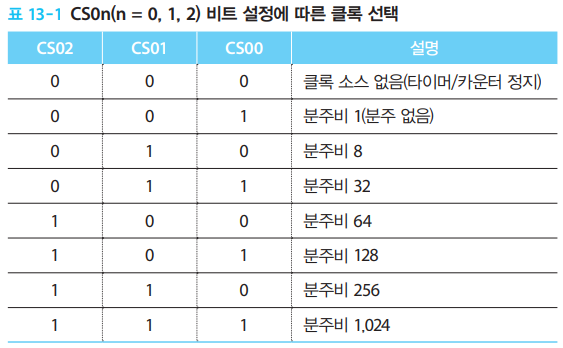 표 13-1 CS0n(n = 0, 1, 2) 비트 설정에 따른 클록 선택
CS02 CS01 CS00 설명
0 0 0 클록 소스 없음(타이머/카운터 정지)
0 0 1 분주비 1(분주 없음)
0 1 0 분주비 8
0 1 1 분주비 32
1 0 0 분주비 64
1 0 1 분주비 128
1 1 0 분주비 256
1 1 1 분주비 1,024